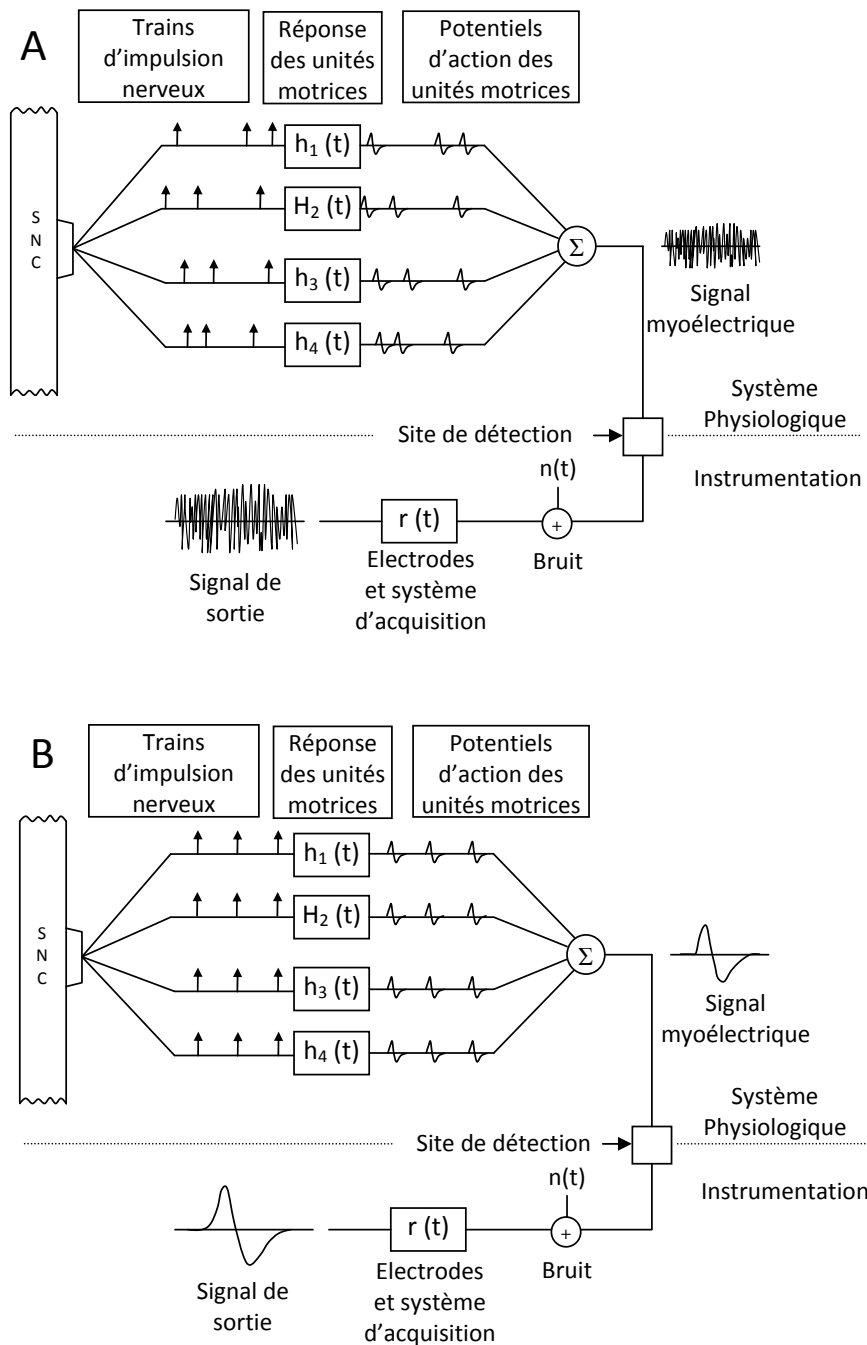 A
Trains
d’impulsion
nerveux
Réponse
des unités
motrices
Potentiels
d’action des
unités motrices
S
N
C
h1 (t)
H2 (t)
h3 (t)
h4 (t)
Σ
Signal
myoélectrique
Système
Physiologique
Site de détection
Instrumentation
n(t)
+
Bruit
r (t)
Electrodes
et système
d’acquisition
Signal de
sortie
B
Trains
d’impulsion
nerveux
Réponse
des unités
motrices
Potentiels
d’action des
unités motrices
S
N
C
h1 (t)
H2 (t)
h3 (t)
h4 (t)
Σ
Signal
myoélectrique
Système
Physiologique
Site de détection
Instrumentation
n(t)
+
Bruit
r (t)
Electrodes
et système
d’acquisition
Signal de
sortie